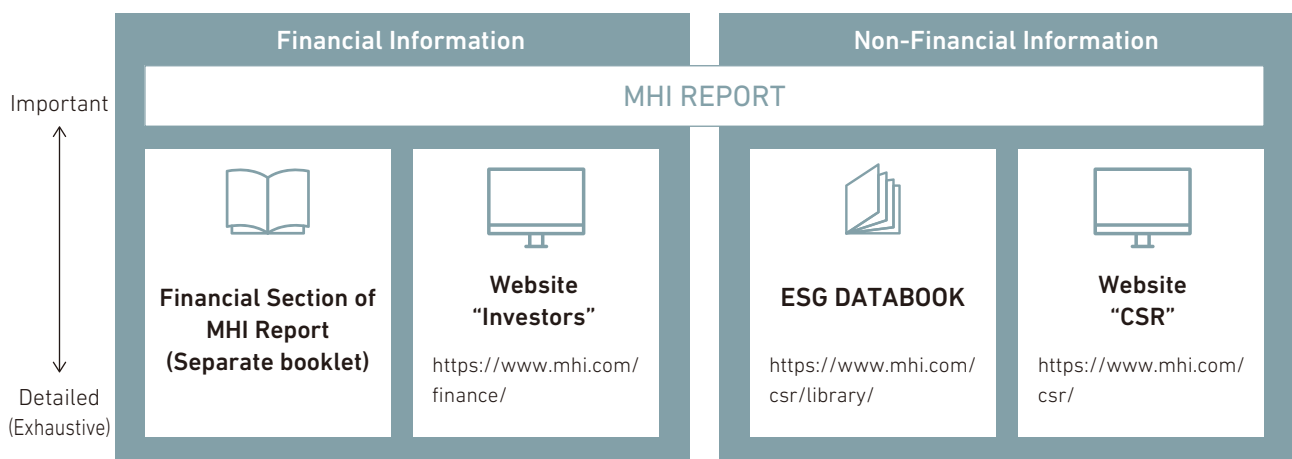 Financial Information
Non-Financial Information
MHI REPORT
Important
Detailed
(Exhaustive)
Financial Section of
MHI Report
(Separate booklet)
Website
“Investors”
https://www.mhi.com/
finance/
ESG DATABOOK
https://www.mhi.com/
csr/library/
Website
“CSR”
https://www.mhi.com/
csr/